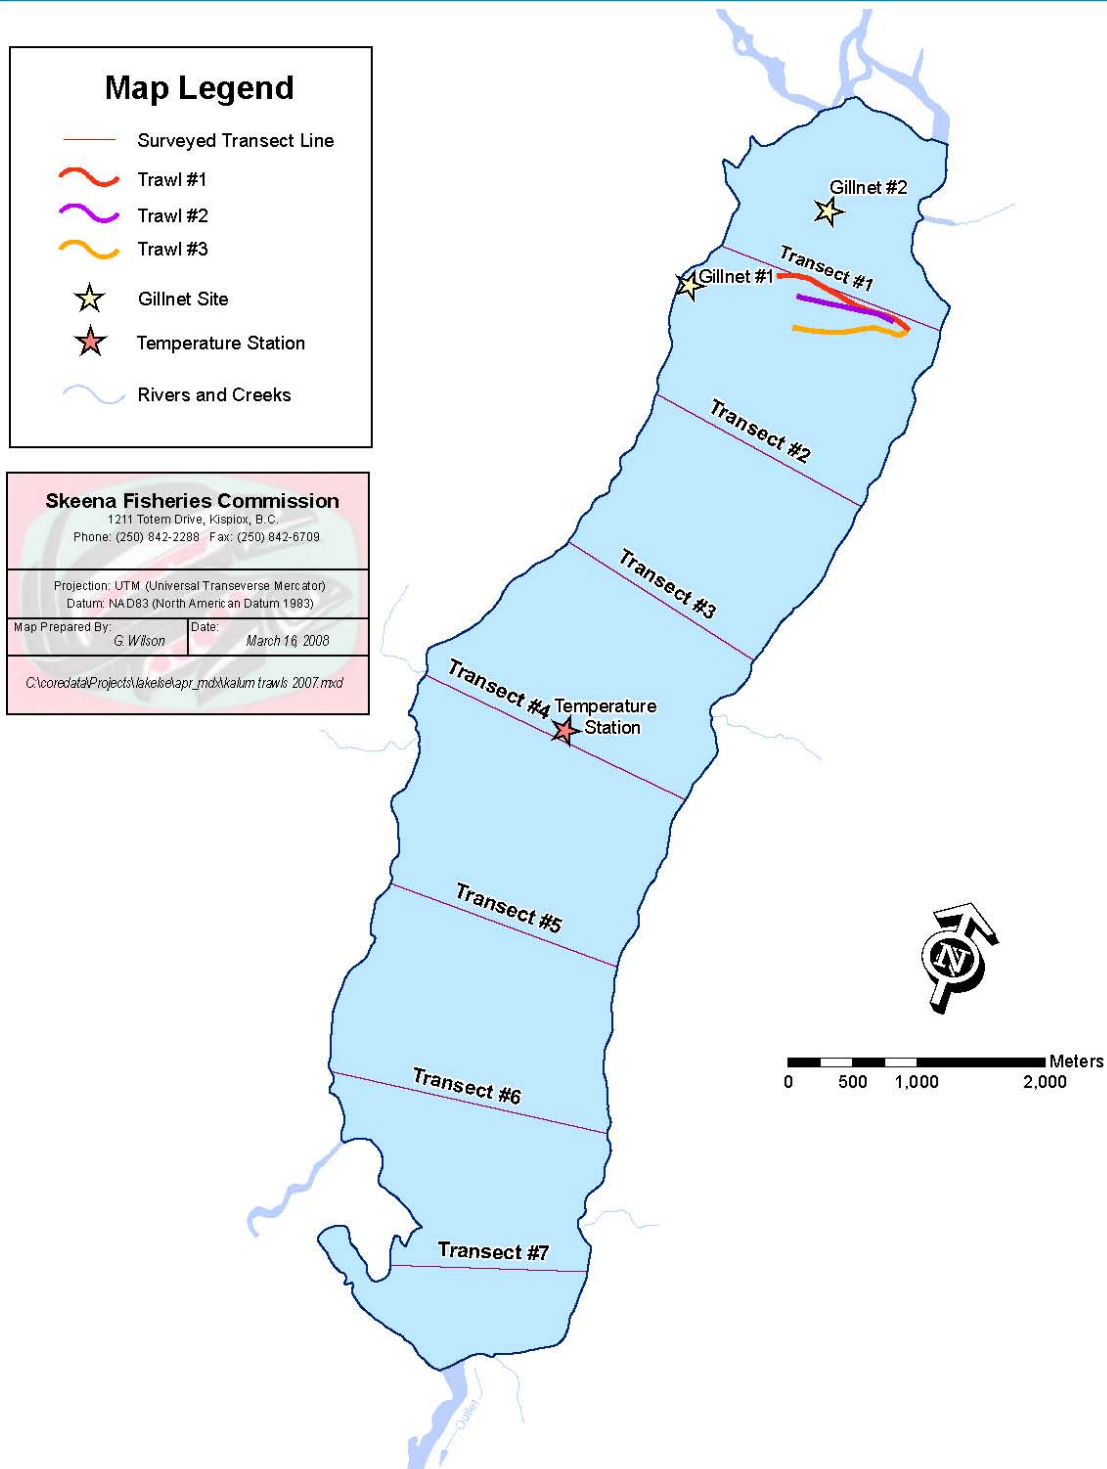 Map Legend
Surveyed Transect Line
Trawl #1
Trawl #2
Trawl #3
Gillnet Site
Temperature Station
Rivers and Creeks
Skeena Fisheries Commission
1211 Totem Drive, Kispiox, B.C.
Phone: (250) 842-2288 Fax: (250) 842-6709
Projection: UTM (Universal Transeverse Mercator)
Datum: NAD83 (North American Datum 1983)
Map Prepared By: G. Wilson
Date: March 16, 2008
C:\coredata\Projects\lakelse\apr_mdx\kalum trawls 2007.mxd
Gillnet #2
Transect #1
Gillnet #1
Transect #2
Transect #3
Transect #4
Temperature
Station
Transect #5
N
Meters
0 500 1,000 2,000
Transect #6
Transect #7
Outlet